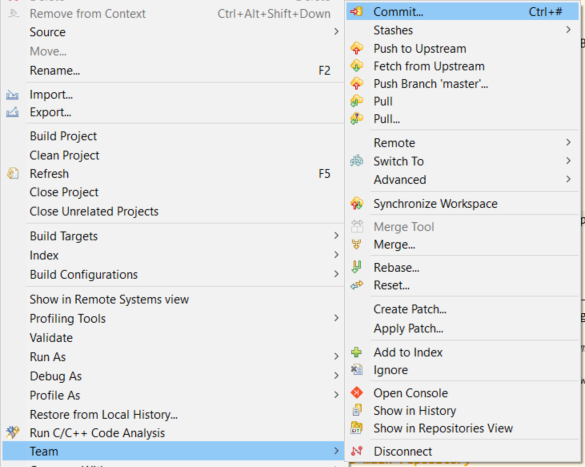 Remove from Context Ctrl+Alt+Shift+Down
Source
Move...
Rename... F2
Import...
Export...
Build Project
Clean Project
Refresh F5
Close Project
Close Unrelated Projects
Build Targets
Index
Build Configurations
Show in Remote Systems view
Profiling Tools
Validate
Run As
Debug As
Profile As
Restore from Local History...
Run C/C++ Code Analysis
Team
Commit... Ctrl+#
Stashes
Push to Upstream
Fetch from Upstream
Push Branch 'master'...
Pull
Pull...
Remote
Switch To
Advanced
Synchronize Workspace
Merge Tool
Merge...
Rebase...
Reset...
Create Patch...
Apply Patch...
Add to Index
Ignore
Open Console
Show in History
Show in Repositories View
Disconnect